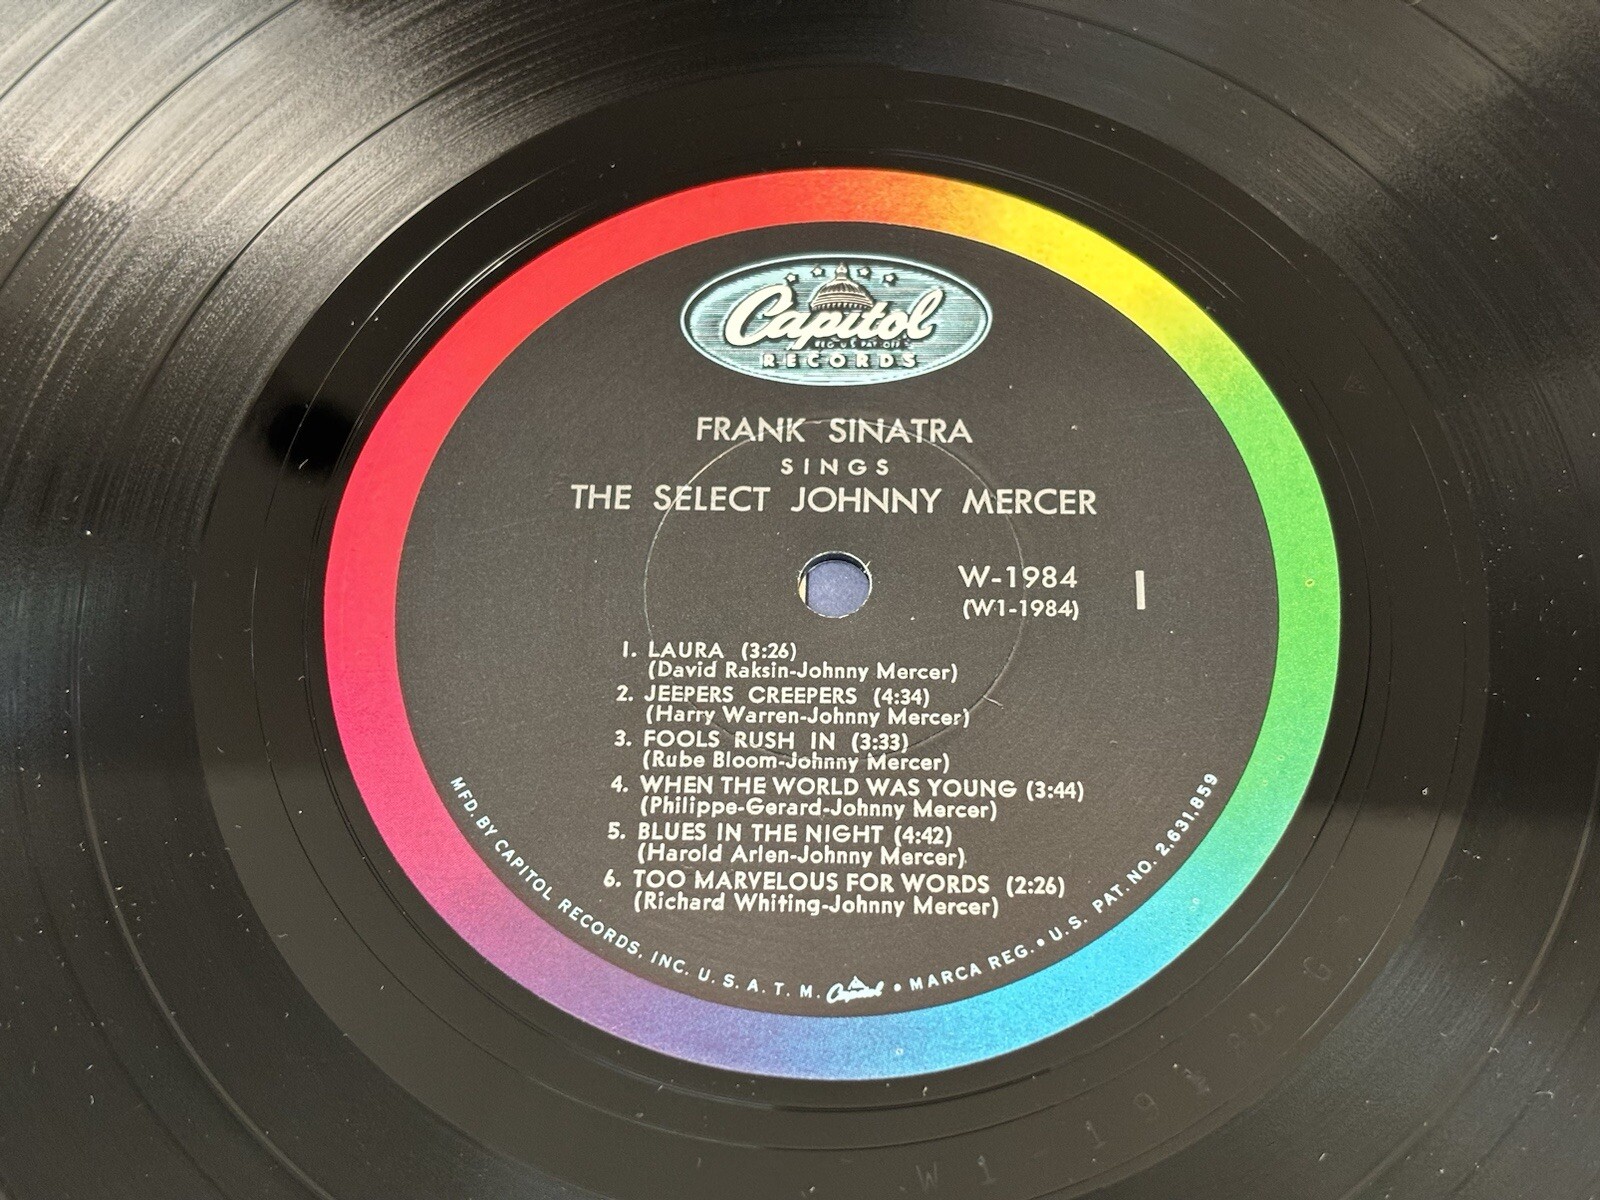 Capitol
REG U.S. PAT. OFF.
RECORDS
FRANK SINATRA
SINGS
THE SELECT JOHNNY MERCER
W-1984 1
(W1-1984)
1. LAURA (3:26)
(David Raksin-Johnny Mercer)
2. JEEPERS CREEPERS (4:34)
(Harry Warren-Johnny Mercer)
3. FOOLS RUSH IN (3:33)
(Rube Bloom-Johnny Mercer)
4. WHEN THE WORLD WAS YOUNG (3:44)
(Philippe-Gerard-Johnny Mercer)
5. BLUES IN THE NIGHT (4:42)
(Harold Arlen-Johnny Mercer)
6. TOO MARVELOUS FOR WORDS (2:26)
(Richard Whiting-Johnny Mercer)
MFD. BY CAPITOL RECORDS, INC. U. S. A. T. M. Capitol • MARCA REG. • U.S. PAT. NO. 2,631,859